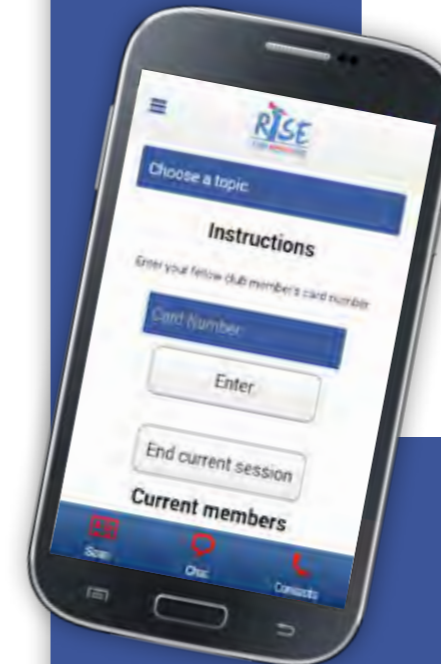 RISE
Choose a topic
Instructions
Enter your fellow club member's card number
Card Number
Enter
End current session
Current members
Scan
Chat
Contacts